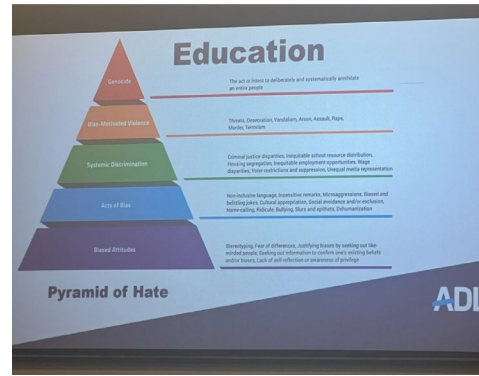 Education
Genocide
The act or intent to deliberately and systematically annihilate
an entire people
Bias-Motivated Violence
Threats, Desecration, Vandalism, Arson, Assault, Rape,
Murder, Terrorism
Systemic Discrimination
Criminal justice disparities, Inequitable school resource distribution,
Housing segregation, Inequitable employment opportunities, Wage
disparities, Voter restrictions and suppression, Unequal media representation
Acts of Bias
Non-inclusive language, Insensitive remarks, Microaggressions, Biased and
belittling jokes, Cultural appropriation, Social avoidance and/or exclusion,
Name-calling, Ridicule, Bullying, Slurs and epithets, Dehumanization
Biased Attitudes
Stereotyping, Fear of differences, Justifying biases by seeking out like-
minded people, Seeking out information to confirm one's existing beliefs
and/or biases, Lack of self-reflection or awareness of privilege
Pyramid of Hate
ADL